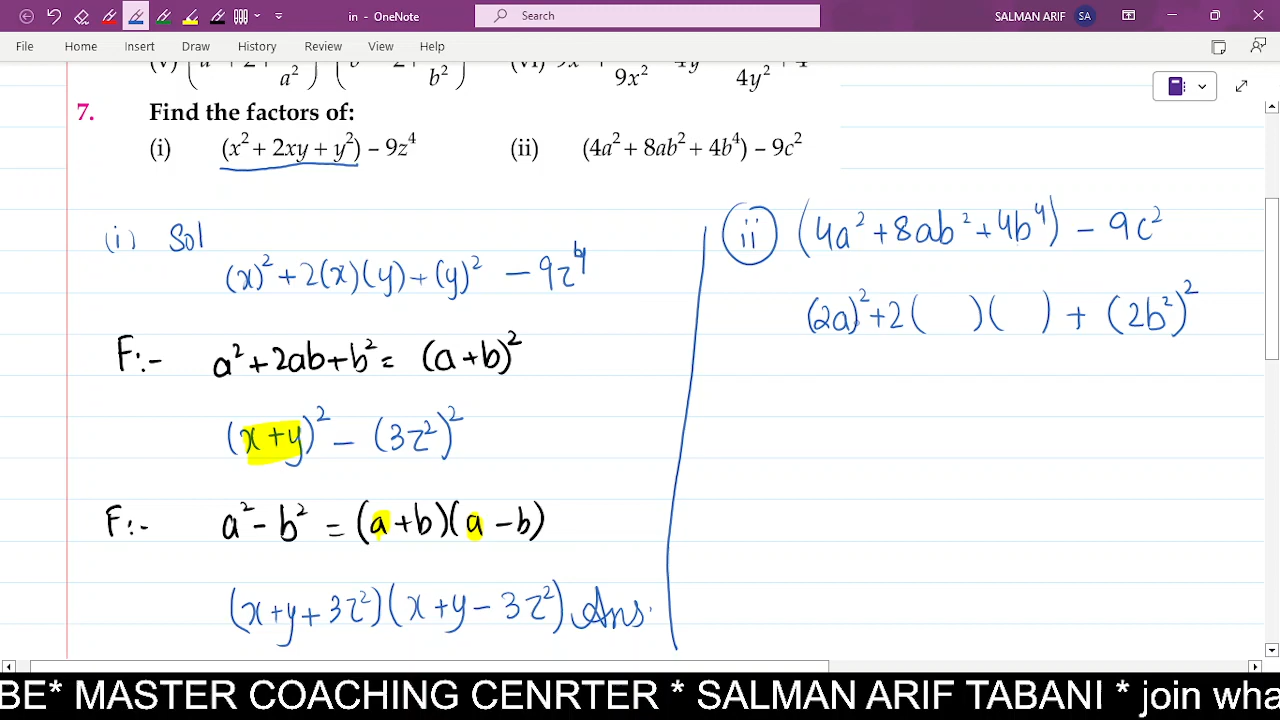 in - OneNote
Search
SALMAN ARIF SA
File Home Insert Draw History Review View Help
7. Find the factors of:
(i) (x² + 2xy + y²) – 9z⁴ (ii) (4a² + 8ab² + 4b⁴) – 9c²
(i) Sol
(x)² + 2(x)(y) + (y)² – 9z⁴
F:- a² + 2ab + b² = (a + b)²
(x + y)² – (3z²)²
F:- a² – b² = (a + b)(a – b)
(x + y + 3z²)(x + y – 3z²) Ans.
ii (4a² + 8ab² + 4b⁴) – 9c²
(2a)² + 2( )( ) + (2b²)²
BE* MASTER COACHING CENRTER * SALMAN ARIF TABANI * join wha